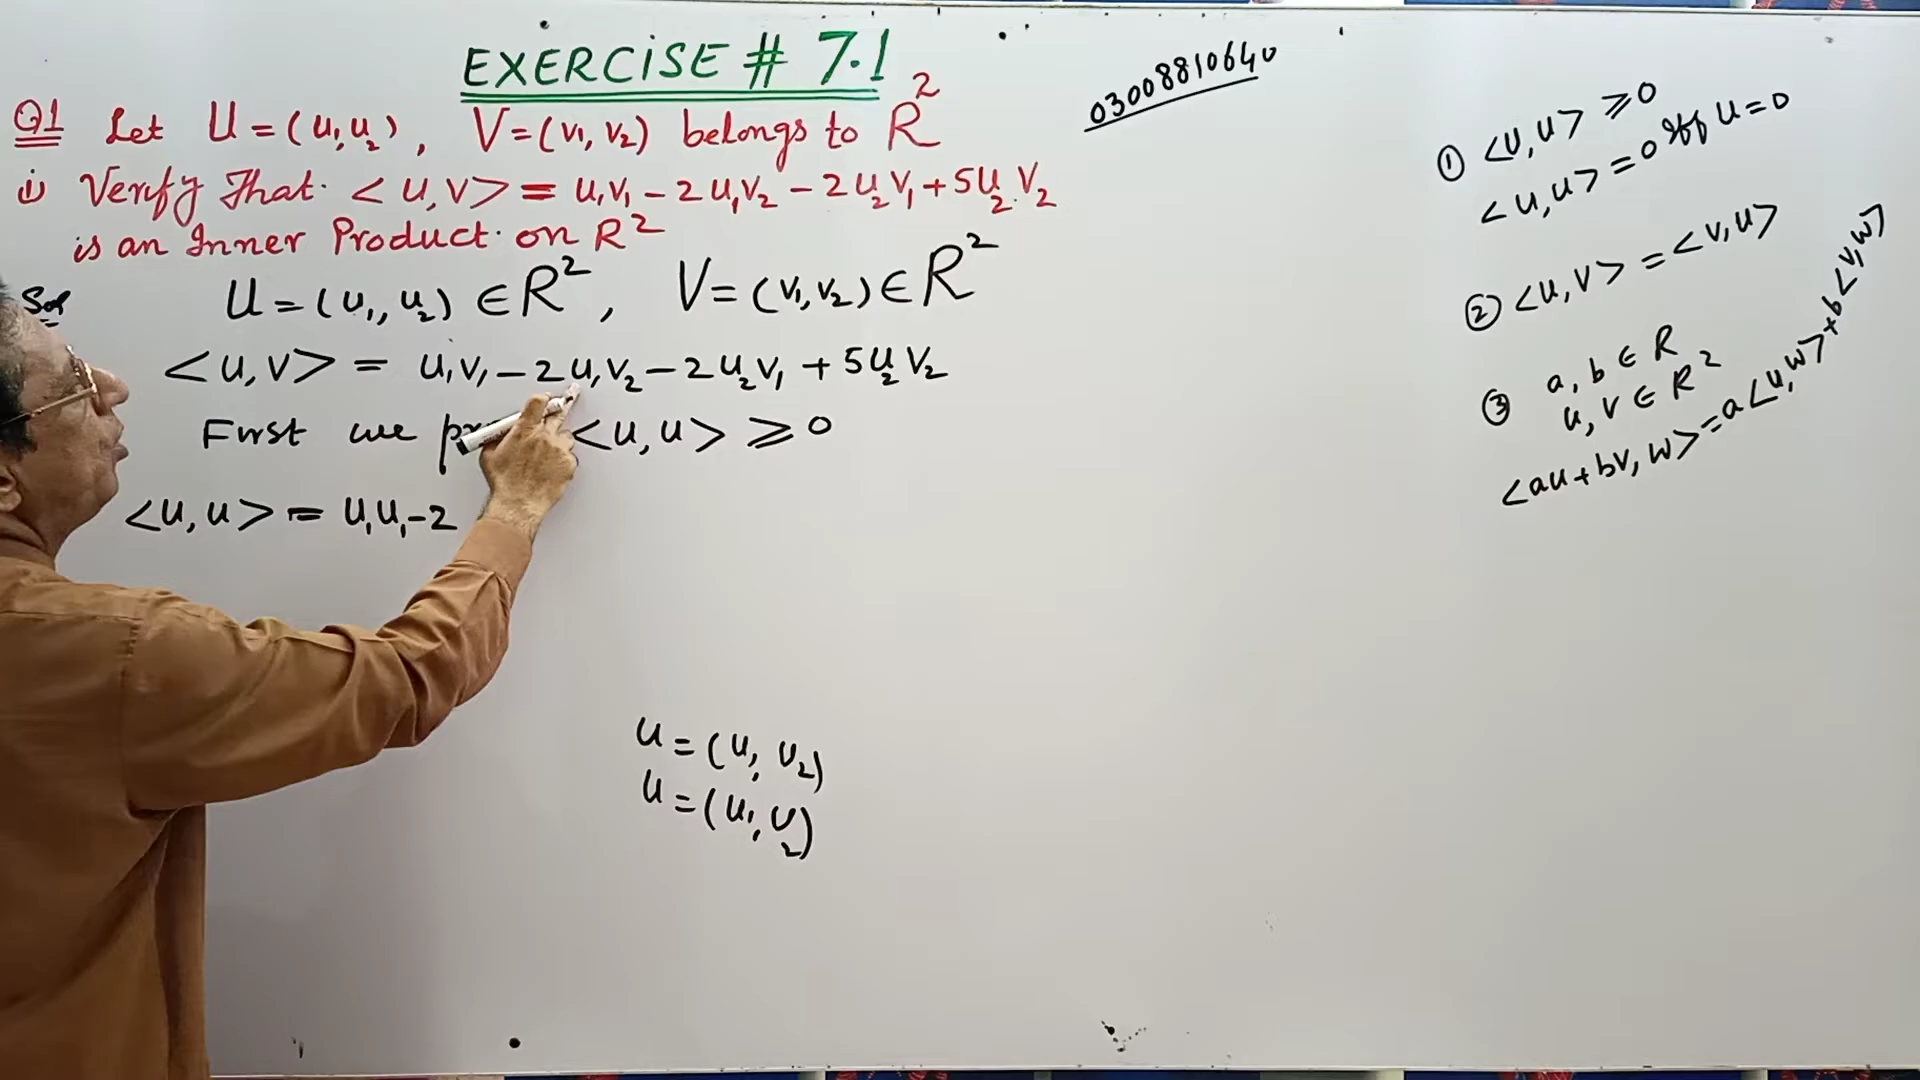 EXERCISE # 7.1
03008810640
Q1 Let U = (u₁, u₂), V = (v₁, v₂) belongs to R²
i) Verify That. <u, v> = u₁v₁ - 2u₁v₂ - 2u₂v₁ + 5u₂v₂
is an Inner Product. on R²
Sol U = (u₁, u₂) ∈ R², V = (v₁, v₂) ∈ R²
<u, v> = u₁v₁ - 2u₁v₂ - 2u₂v₁ + 5u₂v₂
First we <u, u> ≥ 0
<u, u> = u₁u₁ - 2
u = (u₁, u₂)
u = (u₁, u₂)
① <u, u> ≥ 0
<u, u> = 0 iff u = 0
② <u, v> = <v, u>
③ a, b ∈ R
u, v ∈ R²
<au + bv, w> = a<u, w> + b<v, w>